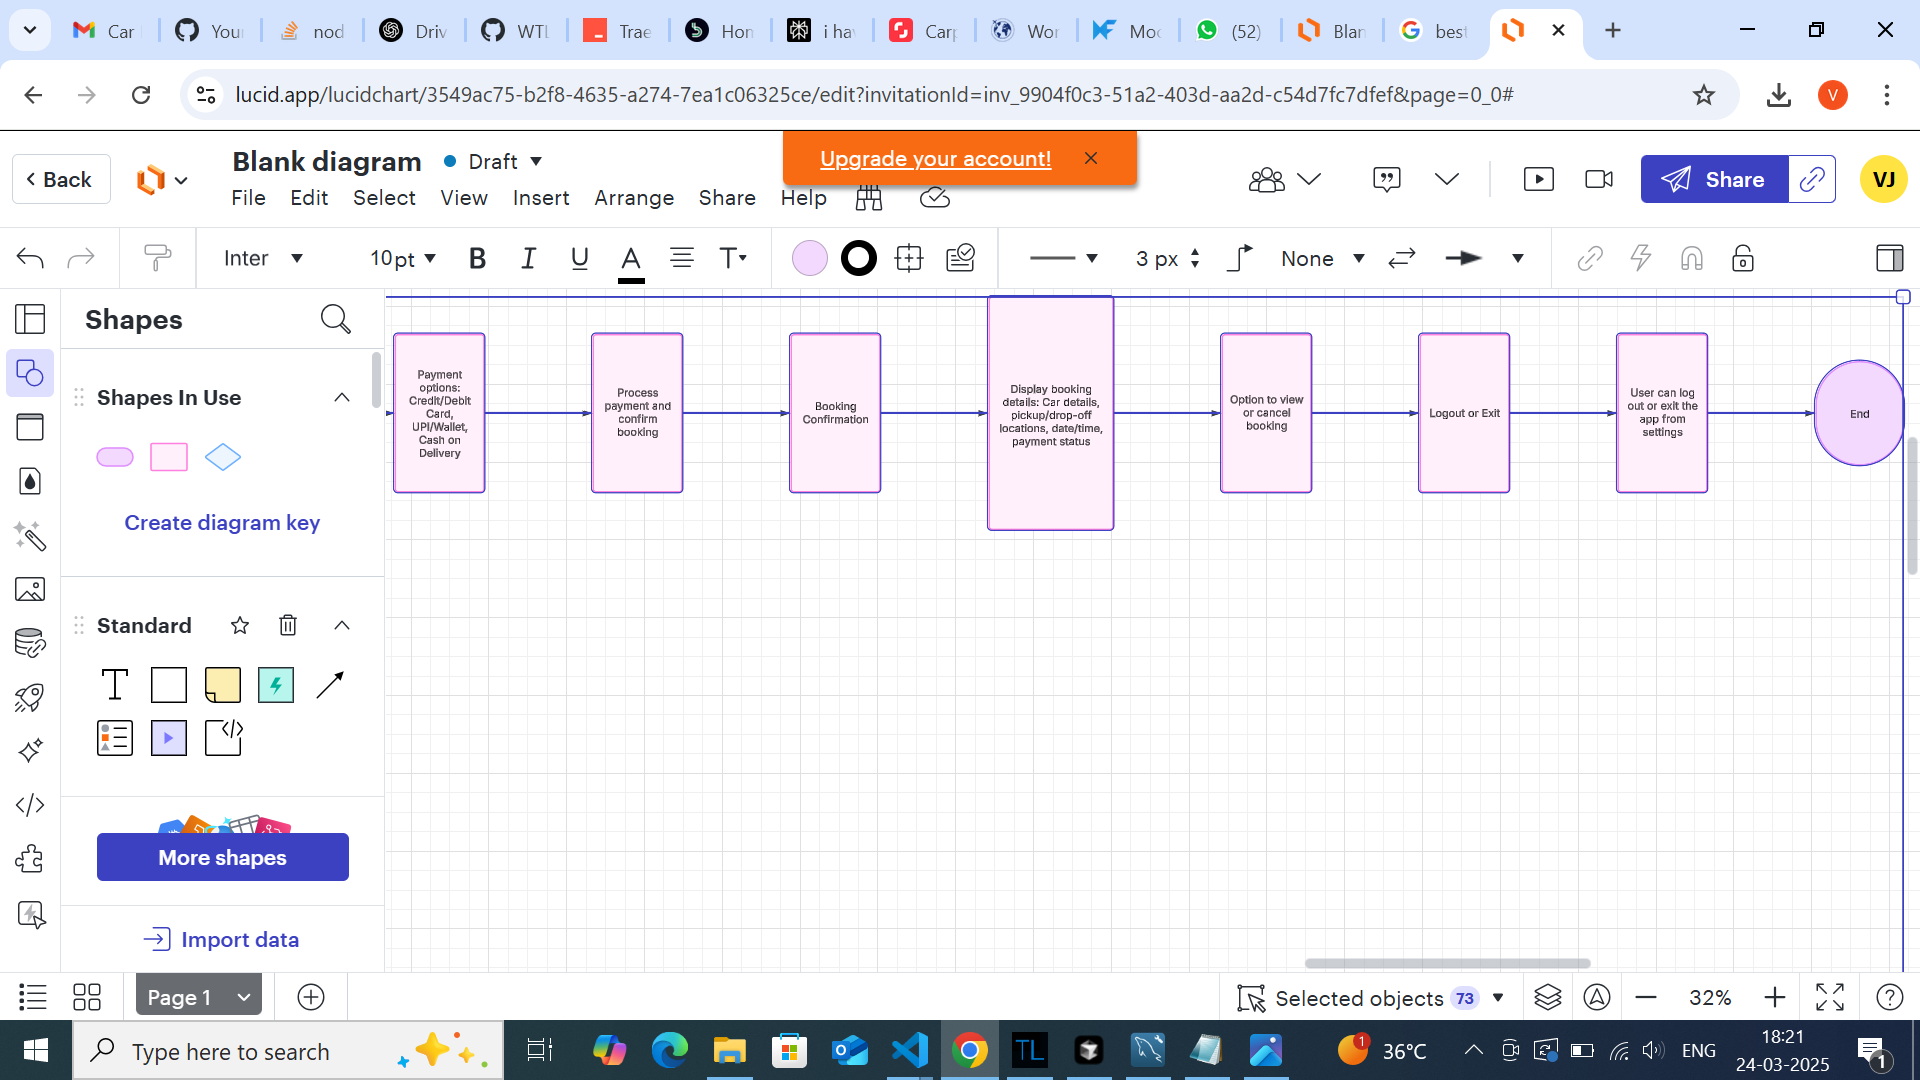 Car
You
nod
Driv
WTL
Trae
Hon
i hav
Carp
Wor
Moc
(52)
Blan
best
lucid.app/lucidchart/3549ac75-b2f8-4635-a274-7ea1c06325ce/edit?invitationId=inv_9904f0c3-51a2-403d-aa2d-c54d7fc7dfef&page=0_0#
V
Back
Blank diagram
Draft
Upgrade your account!
File Edit Select View Insert Arrange Share Help
Share
VJ
Inter
10pt
B I U A T
3 px
None
Shapes
Shapes In Use
Create diagram key
Standard
T
More shapes
Import data
Payment
options:
Credit/Debit
Card,
UPI/Wallet,
Cash on
Delivery
Process
payment and
confirm
booking
Booking
Confirmation
Display booking
details: Car details,
pickup/drop-off
locations, date/time,
payment status
Option to view
or cancel
booking
Logout or Exit
User can log
out or exit the
app from
settings
End
Page 1
Selected objects 73
32%
Type here to search
TL
1
36°C
ENG
18:21
24-03-2025
1